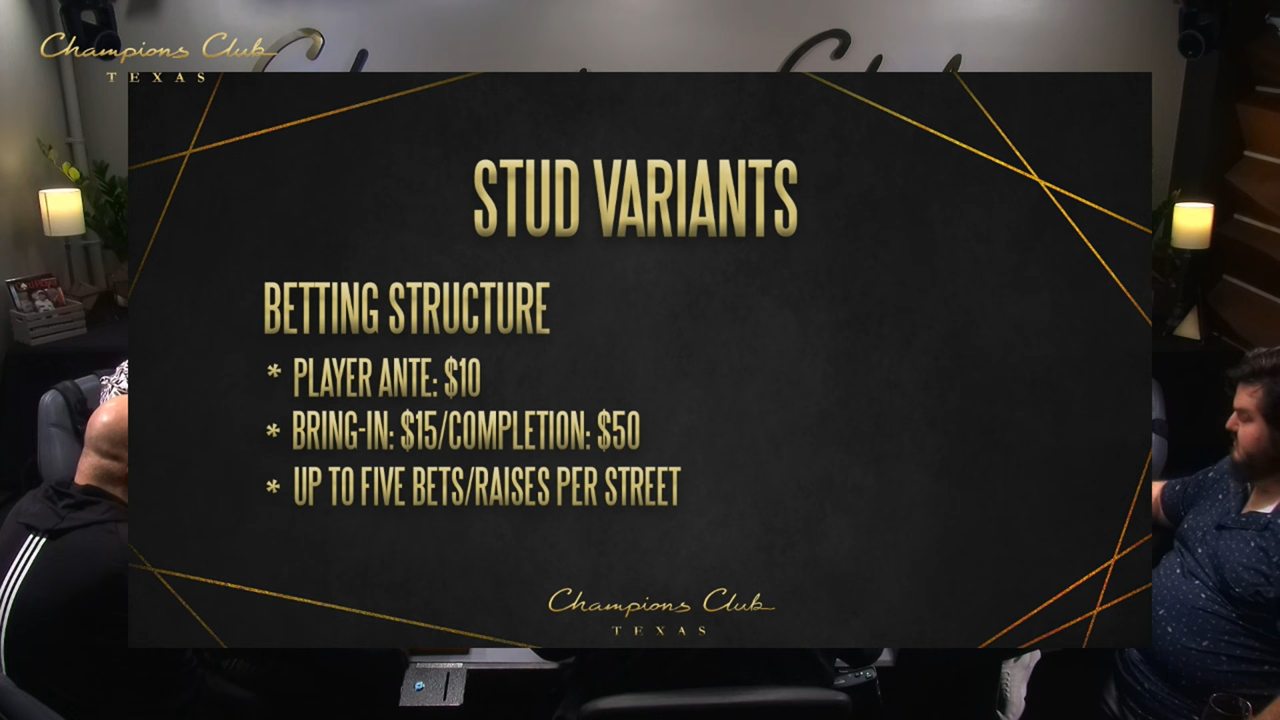 Champions Club
TEXAS
STUD VARIANTS
BETTING STRUCTURE
* PLAYER ANTE: $10
* BRING-IN: $15/COMPLETION: $50
* UP TO FIVE BETS/RAISES PER STREET
Champions Club
TEXAS